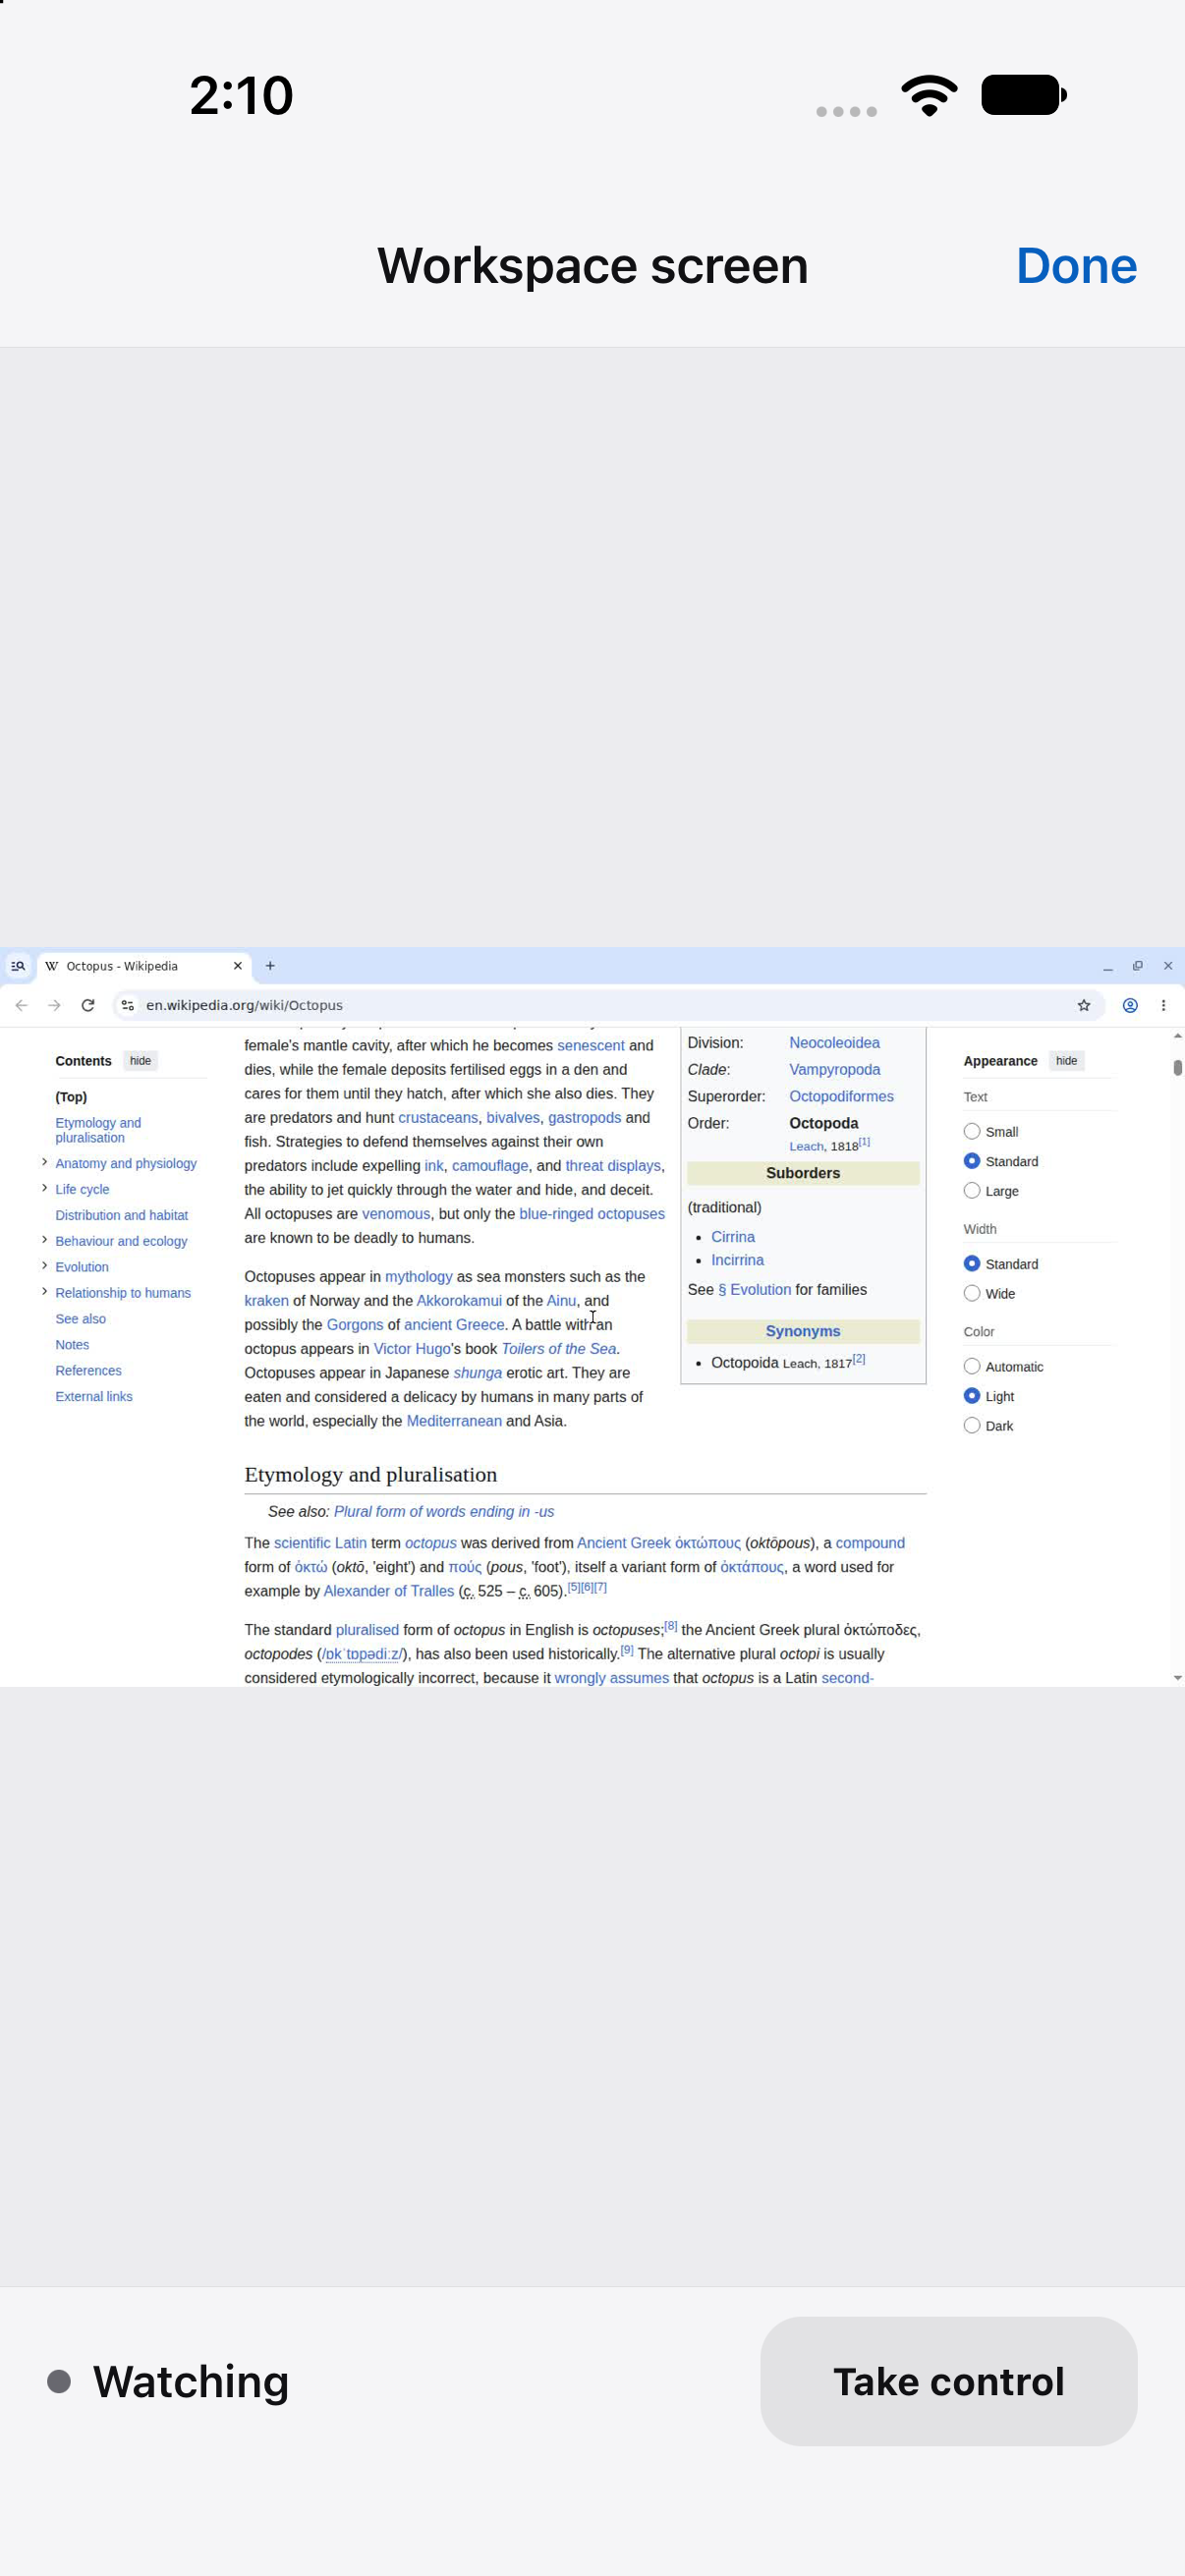 2:10
Workspace screen
Done
Octopus - Wikipedia
en.wikipedia.org/wiki/Octopus
Contents hide
(Top)
Etymology and
pluralisation
Anatomy and physiology
Life cycle
Distribution and habitat
Behaviour and ecology
Evolution
Relationship to humans
See also
Notes
References
External links
female's mantle cavity, after which he becomes senescent and
dies, while the female deposits fertilised eggs in a den and
cares for them until they hatch, after which she also dies. They
are predators and hunt crustaceans, bivalves, gastropods and
fish. Strategies to defend themselves against their own
predators include expelling ink, camouflage, and threat displays,
the ability to jet quickly through the water and hide, and deceit.
All octopuses are venomous, but only the blue-ringed octopuses
are known to be deadly to humans.
Octopuses appear in mythology as sea monsters such as the
kraken of Norway and the Akkorokamui of the Ainu, and
possibly the Gorgons of ancient Greece. A battle with an
octopus appears in Victor Hugo's book Toilers of the Sea.
Octopuses appear in Japanese shunga erotic art. They are
eaten and considered a delicacy by humans in many parts of
the world, especially the Mediterranean and Asia.
Division: Neocoleoidea
Clade: Vampyropoda
Superorder: Octopodiformes
Order: Octopoda
Leach, 1818[1]
Suborders
(traditional)
• Cirrina
• Incirrina
See § Evolution for families
Synonyms
• Octopoida Leach, 1817[2]
Etymology and pluralisation
See also: Plural form of words ending in -us
The scientific Latin term octopus was derived from Ancient Greek ὀκτώπους (oktōpous), a compound
form of ὀκτώ (oktō, 'eight') and πούς (pous, 'foot'), itself a variant form of ὀκτάπους, a word used for
example by Alexander of Tralles (c. 525 – c. 605).[5][6][7]
The standard pluralised form of octopus in English is octopuses;[8] the Ancient Greek plural ὀκτώποδες,
octopodes (/ɒkˈtɒpədiːz/), has also been used historically.[9] The alternative plural octopi is usually
considered etymologically incorrect, because it wrongly assumes that octopus is a Latin second-
Appearance hide
Text
Small
Standard
Large
Width
Standard
Wide
Color
Automatic
Light
Dark
Watching
Take control